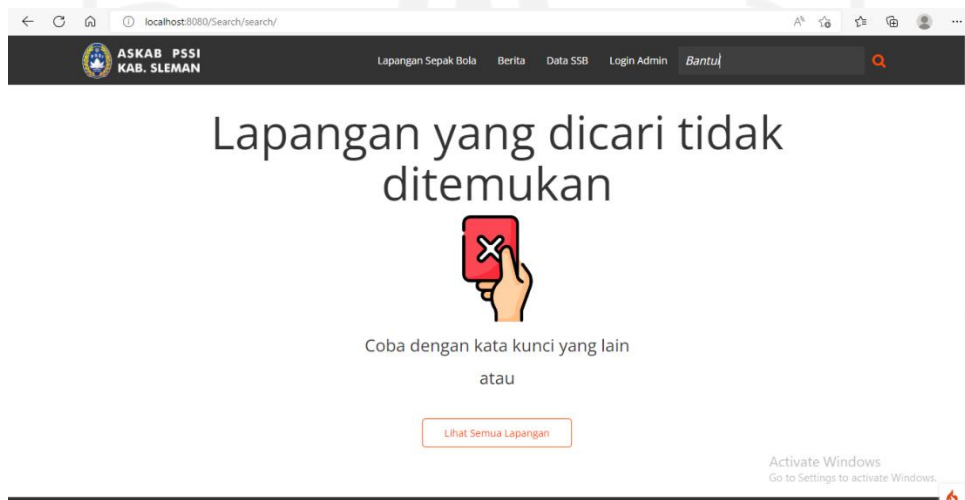 localhost:8080/Search/search/
ASKAB PSSI
KAB. SLEMAN
Lapangan Sepak Bola Berita Data SSB Login Admin Bantul
Lapangan yang dicari tidak
ditemukan
Coba dengan kata kunci yang lain
atau
Lihat Semua Lapangan
Activate Windows
Go to Settings to activate Windows.